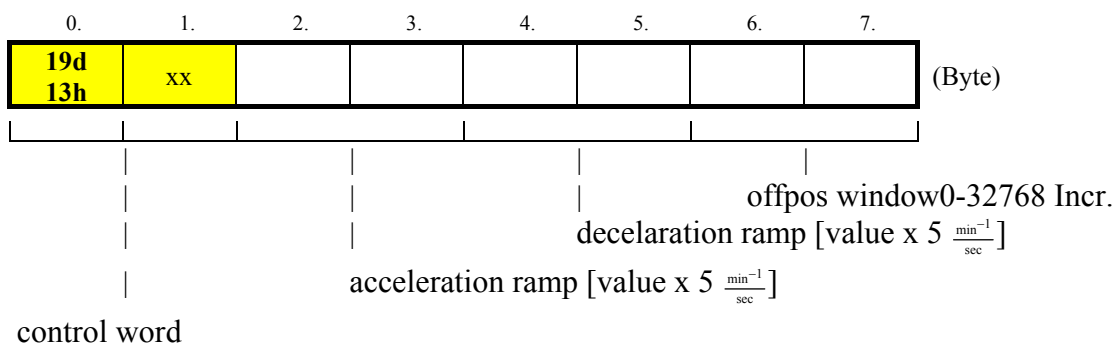 0. 1. 2. 3. 4. 5. 6. 7.
19d
13h
xx
(Byte)
offpos window0-32768 Incr.
decelaration ramp [value x 5 min⁻¹/sec]
acceleration ramp [value x 5 min⁻¹/sec]
control word